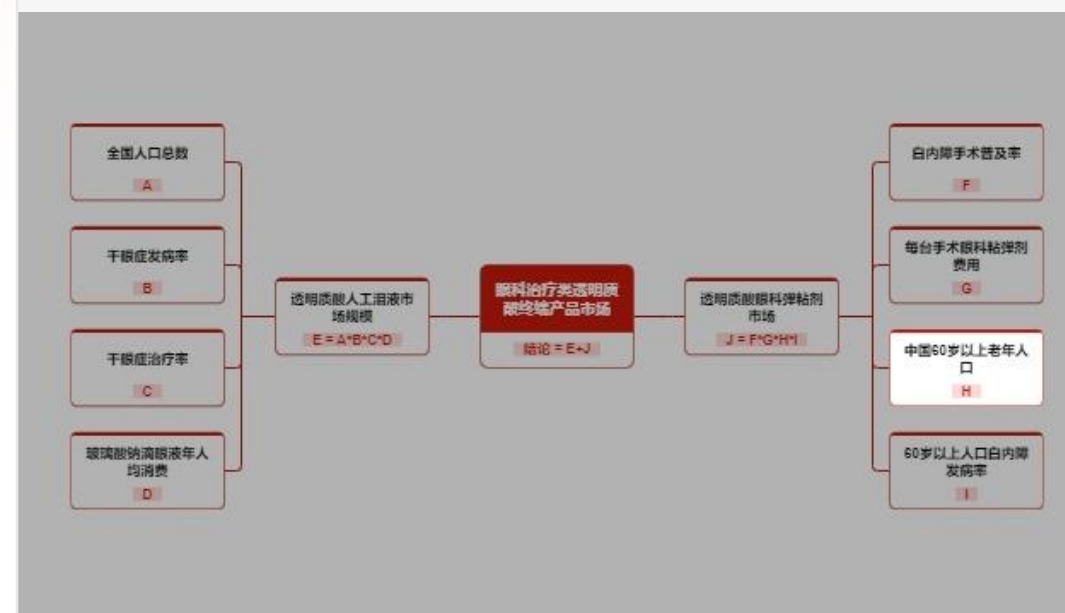 全国人口总数
A
干眼症发病率
B
干眼症治疗率
C
玻璃酸钠滴眼液年人
均消费
D
透明质酸人工泪液市
场规模
E = A*B*C*D
眼科治疗类透明质
酸终端产品市场
结论 = E+J
透明质酸眼科弹粘剂
市场
J = F*G*H*I
白内障手术普及率
F
每台手术眼科粘弹剂
费用
G
中国60岁以上老年人
口
H
60岁以上人口白内障
发病率
I